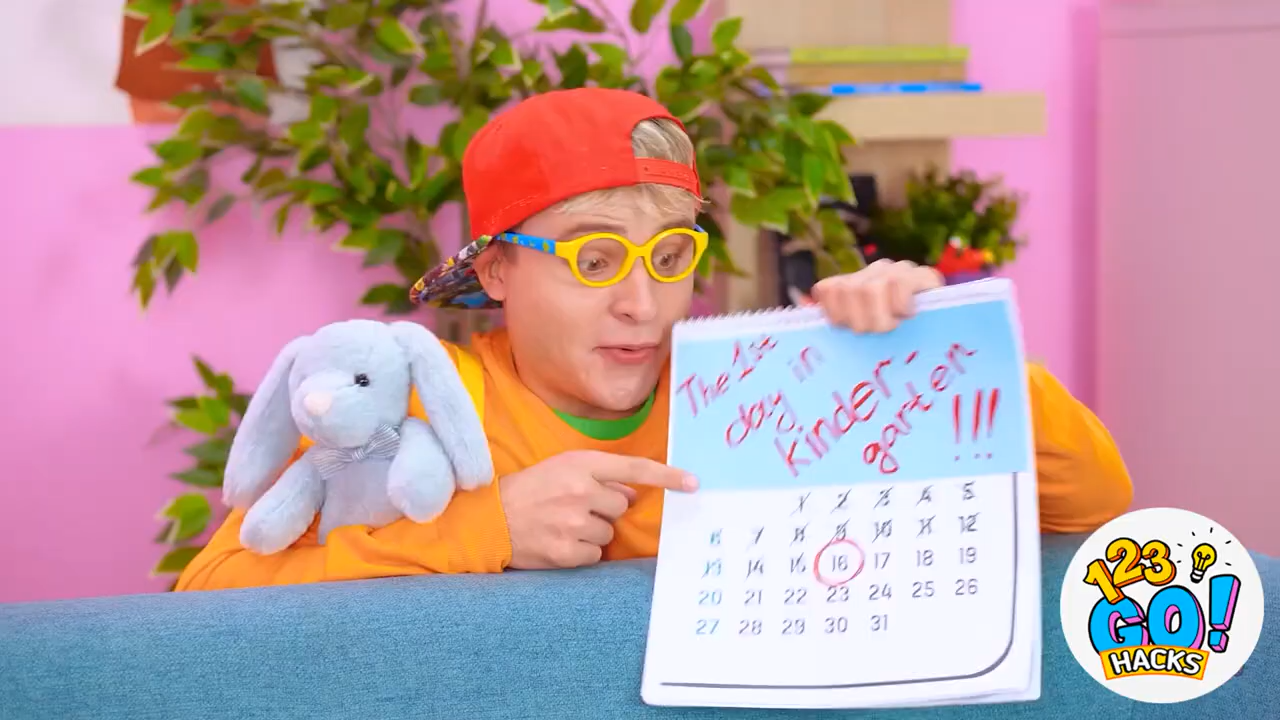 The 1st
day in
kinder-
garten
!!!
1 2 3 4 5
6 7 8 9 10 11 12
13 14 15 16 17 18 19
20 21 22 23 24 25 26
27 28 29 30 31
123
GO!
HACKS